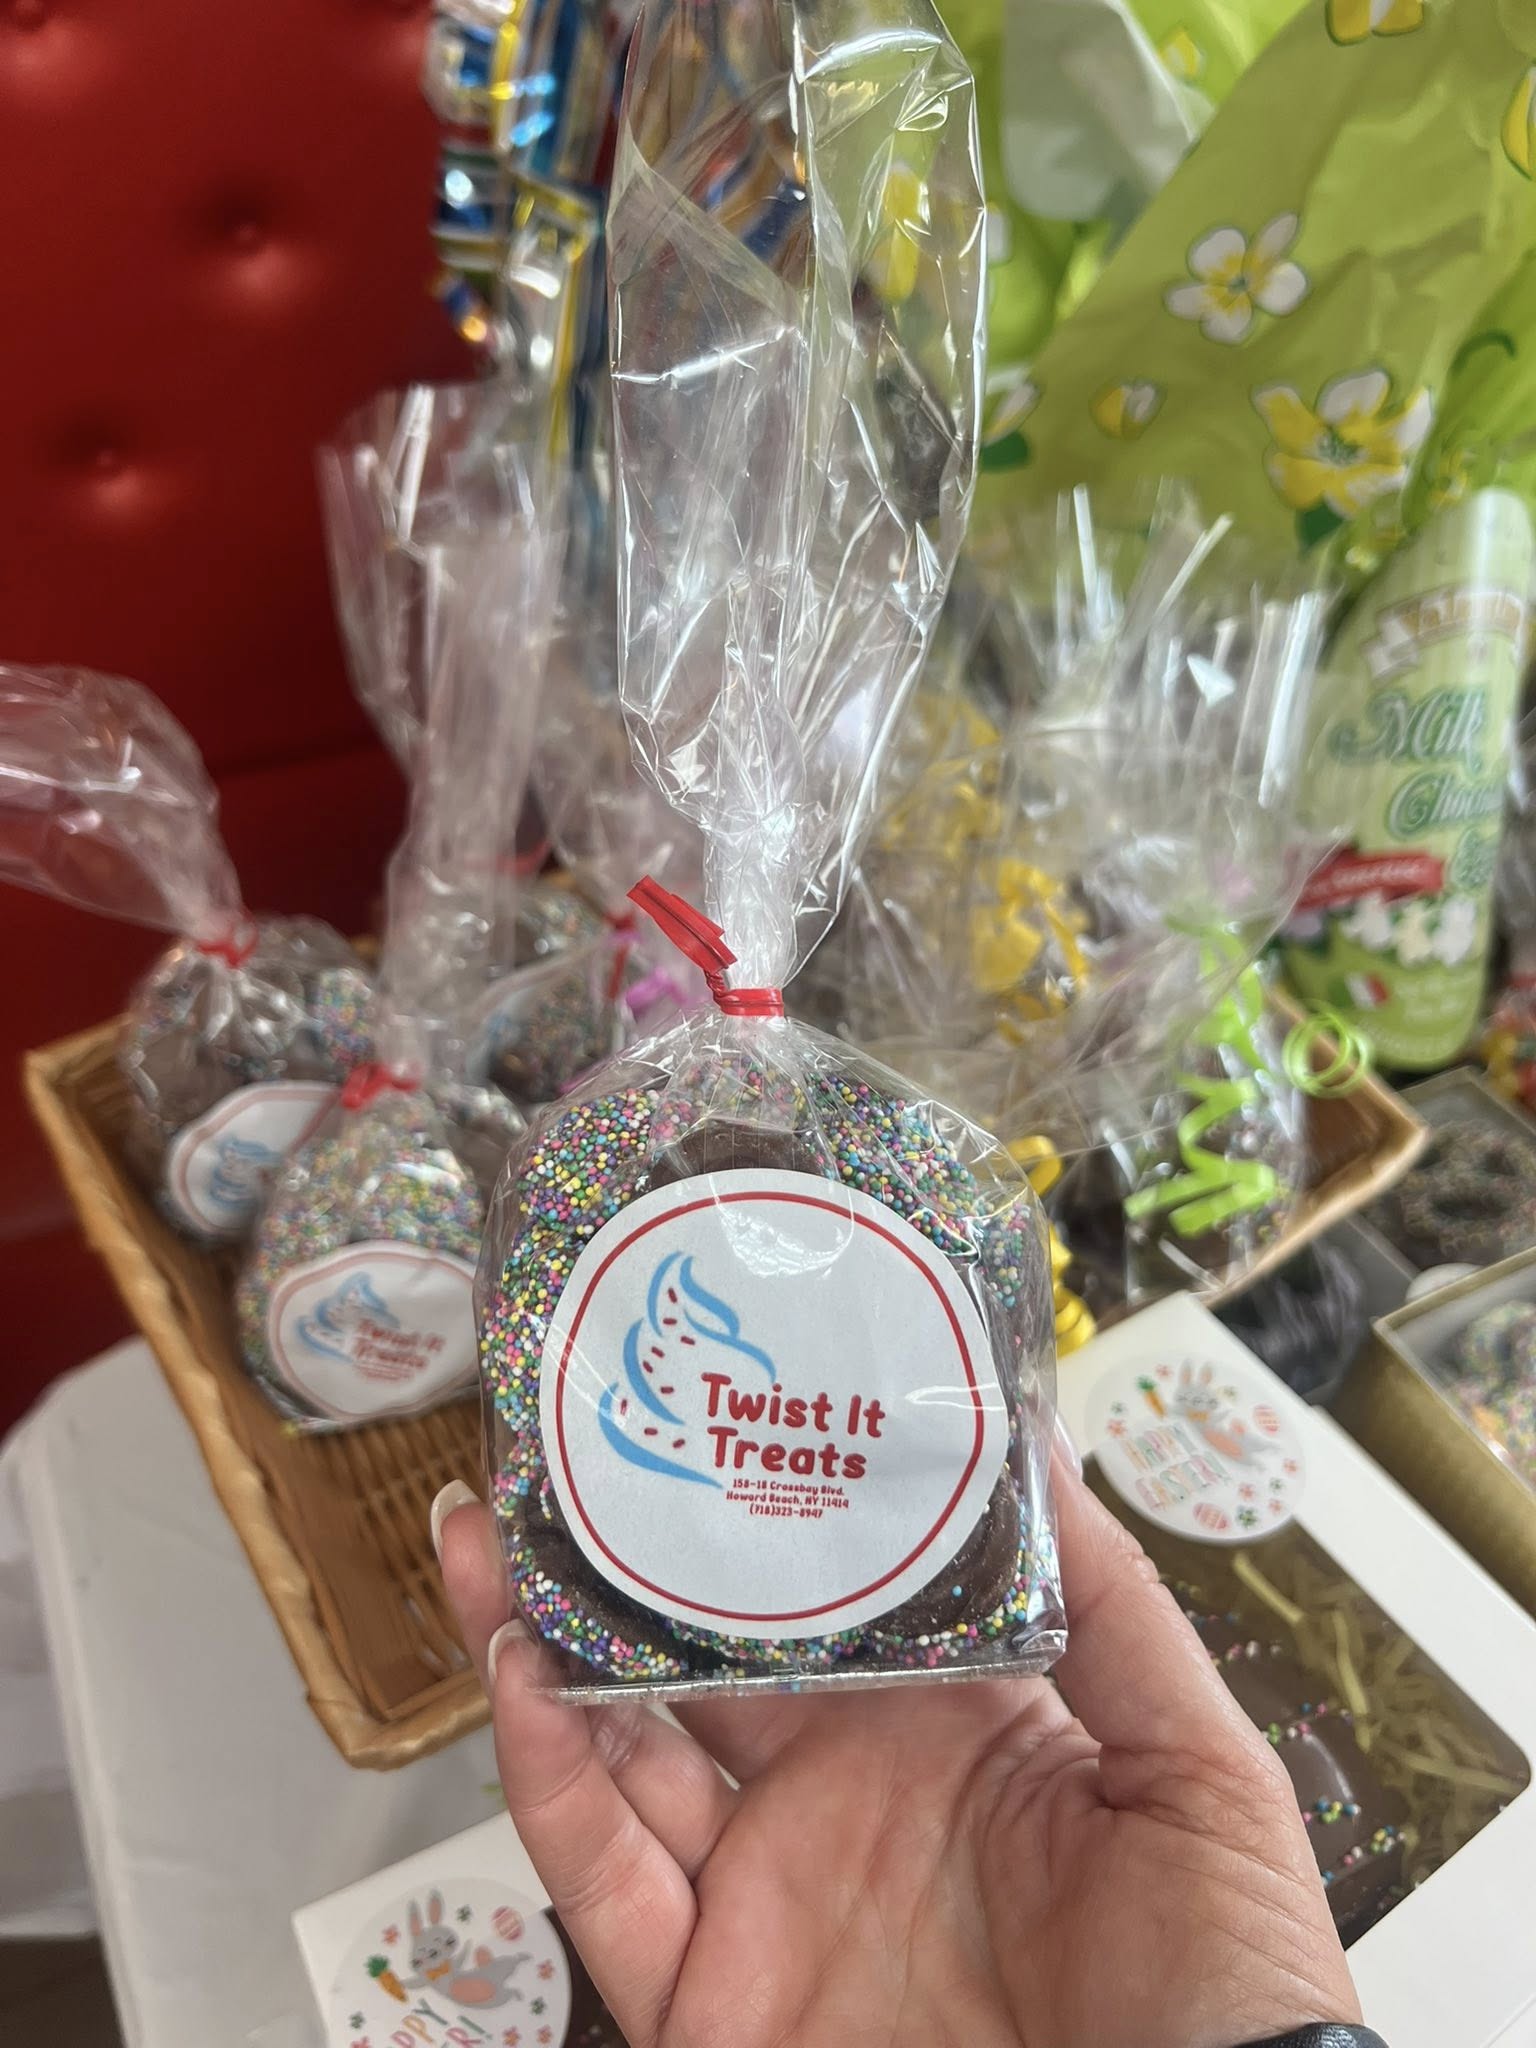 Twist It
Treats
158-18 Crossbay Blvd.
Howard Beach, NY 11414
(718)323-8947
Twist It
Treats
Milk
HAPPY
EASTER!